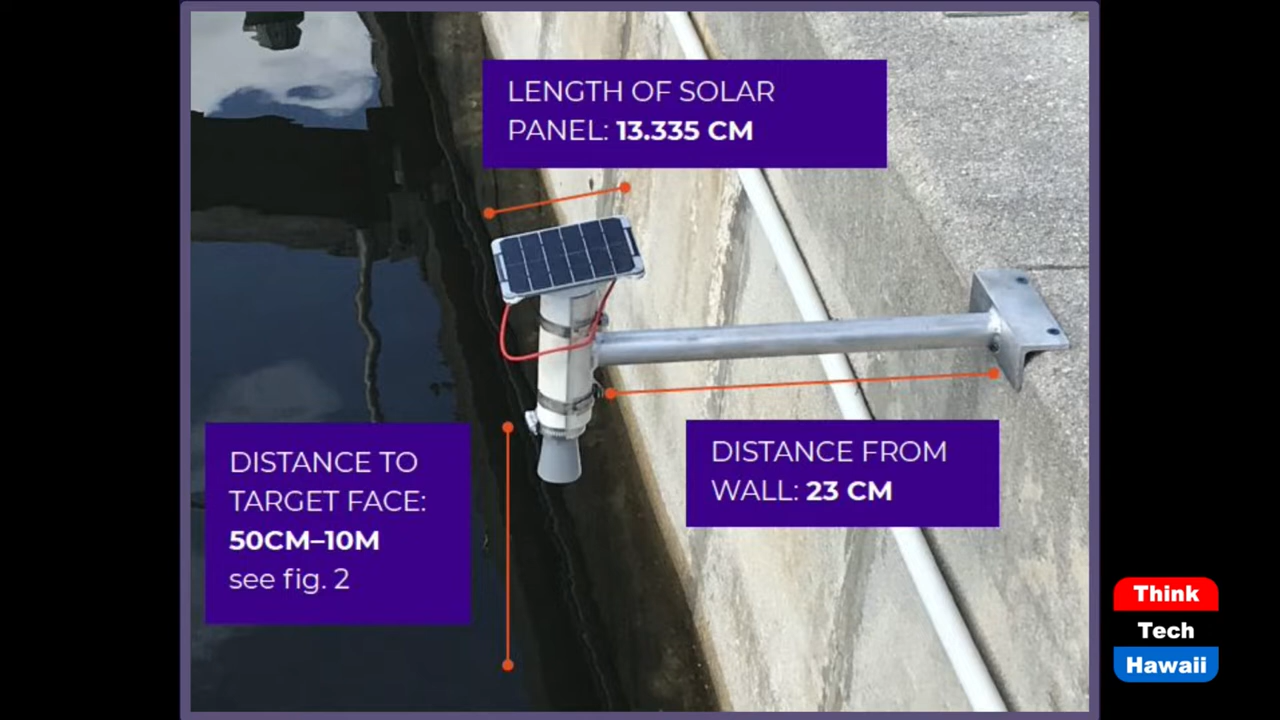 LENGTH OF SOLAR
PANEL: 13.335 CM
DISTANCE TO
TARGET FACE:
50CM–10M
see fig. 2
DISTANCE FROM
WALL: 23 CM
Think
Tech
Hawaii